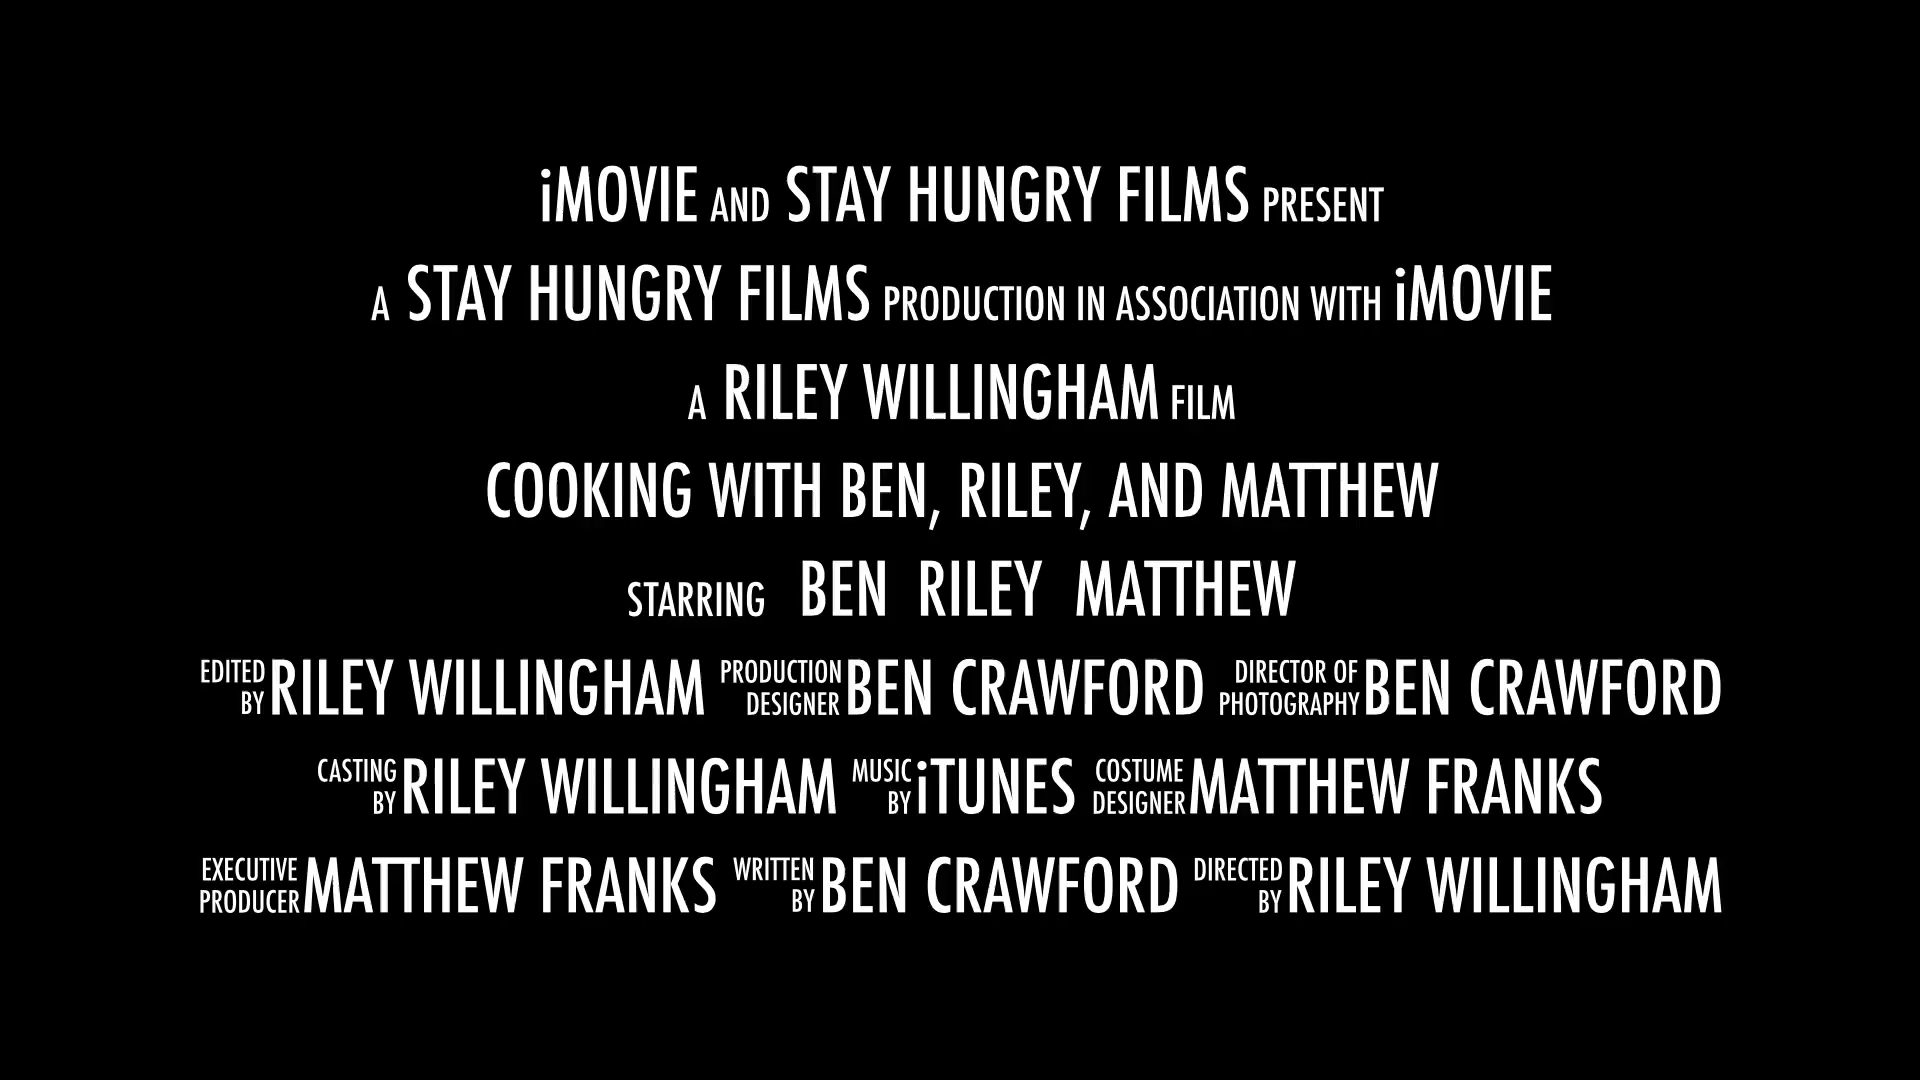 iMOVIE AND STAY HUNGRY FILMS PRESENT
A STAY HUNGRY FILMS PRODUCTION IN ASSOCIATION WITH iMOVIE
A RILEY WILLINGHAM FILM
COOKING WITH BEN, RILEY, AND MATTHEW
STARRING BEN RILEY MATTHEW
EDITED BY RILEY WILLINGHAM PRODUCTION DESIGNER BEN CRAWFORD DIRECTOR OF PHOTOGRAPHY BEN CRAWFORD
CASTING BY RILEY WILLINGHAM MUSIC BY iTUNES COSTUME DESIGNER MATTHEW FRANKS
EXECUTIVE PRODUCER MATTHEW FRANKS WRITTEN BY BEN CRAWFORD DIRECTED BY RILEY WILLINGHAM